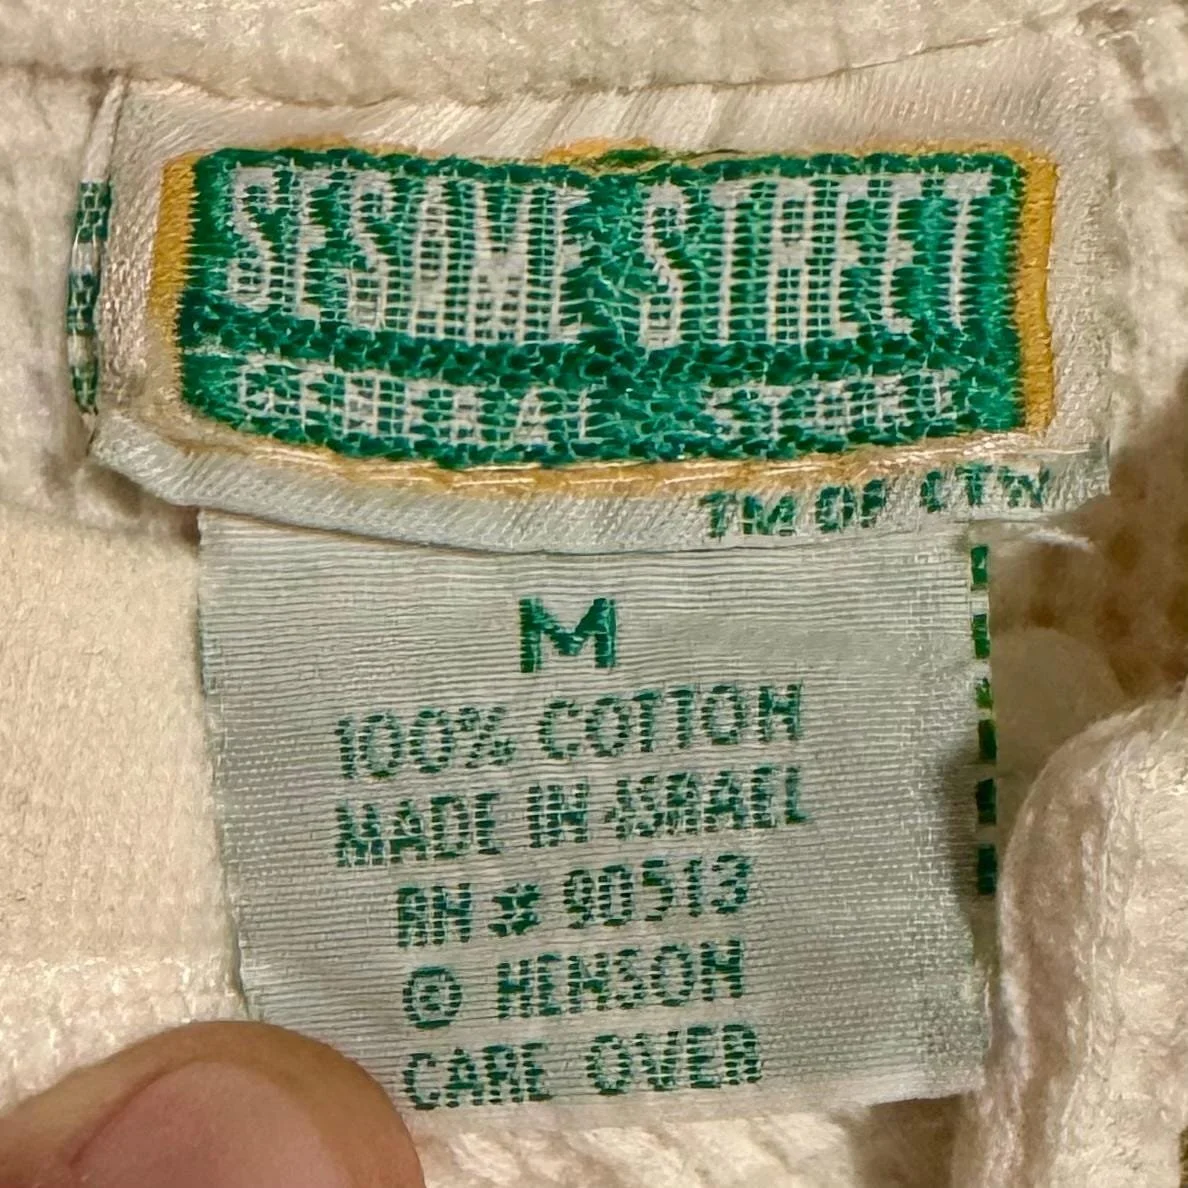 SESAME STREET
GENERAL STORE
TM OF CTW
M
100% COTTON
MADE IN ISRAEL
RN # 90513
© HENSON
CARE OVER